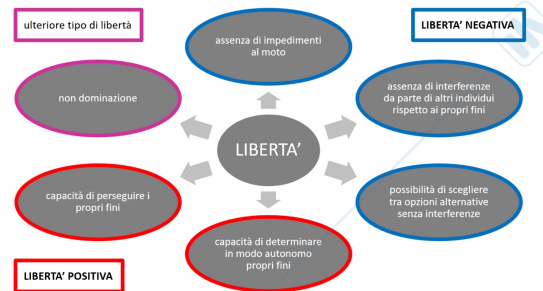 ulteriore tipo di libertà
assenza di impedimenti
al moto
LIBERTA' NEGATIVA
non dominazione
assenza di interferenze
da parte di altri individui
rispetto ai propri fini
LIBERTA'
capacità di perseguire i
propri fini
possibilità di scegliere
tra opzioni alternative
senza interferenze
capacità di determinare
in modo autonomo
propri fini
LIBERTA' POSITIVA